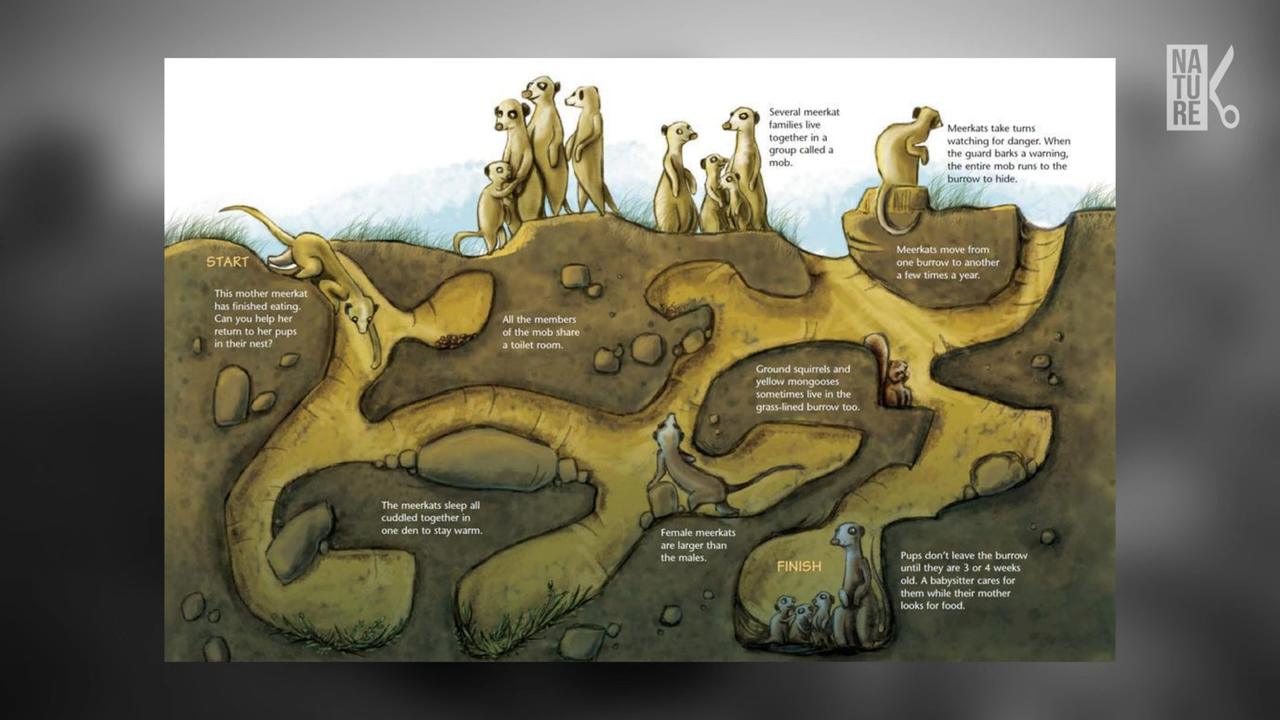 NA
TU
RE
Several meerkat
families live
together in a
group called a
mob.
Meerkats take turns
watching for danger. When
the guard barks a warning,
the entire mob runs to the
burrow to hide.
START
This mother meerkat
has finished eating.
Can you help her
return to her pups
in their nest?
All the members
of the mob share
a toilet room.
Meerkats move from
one burrow to another
a few times a year.
Ground squirrels and
yellow mongooses
sometimes live in the
grass-lined burrow too.
The meerkats sleep all
cuddled together in
one den to stay warm.
Female meerkats
are larger than
the males.
FINISH
Pups don't leave the burrow
until they are 3 or 4 weeks
old. A babysitter cares for
them while their mother
looks for food.